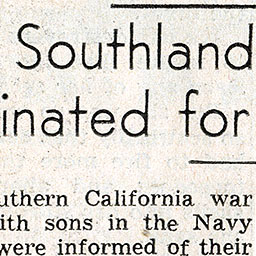 Southland
inated for
uthern California war
ith sons in the Navy
were informed of their